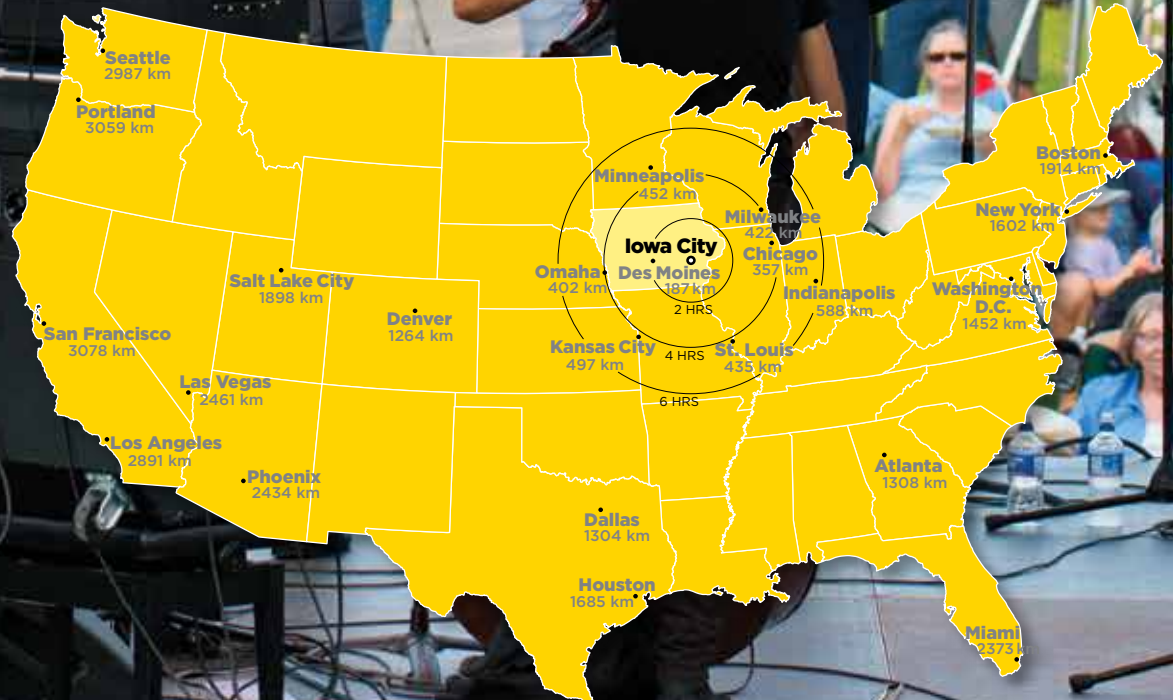 Seattle
2987 km
Portland
3059 km
Boston
1914 km
Minneapolis
452 km
New York
1602 km
Milwaukee
422 km
Iowa City
Chicago
357 km
Omaha
402 km
Des Moines
187 km
Salt Lake City
1898 km
Indianapolis
588 km
Washington
D.C.
1452 km
2 HRS
Denver
1264 km
San Francisco
3078 km
Kansas City
497 km
4 HRS
St. Louis
435 km
Las Vegas
2461 km
6 HRS
Los Angeles
2891 km
Phoenix
2434 km
Atlanta
1308 km
Dallas
1304 km
Houston
1685 km
Miami
2373 km